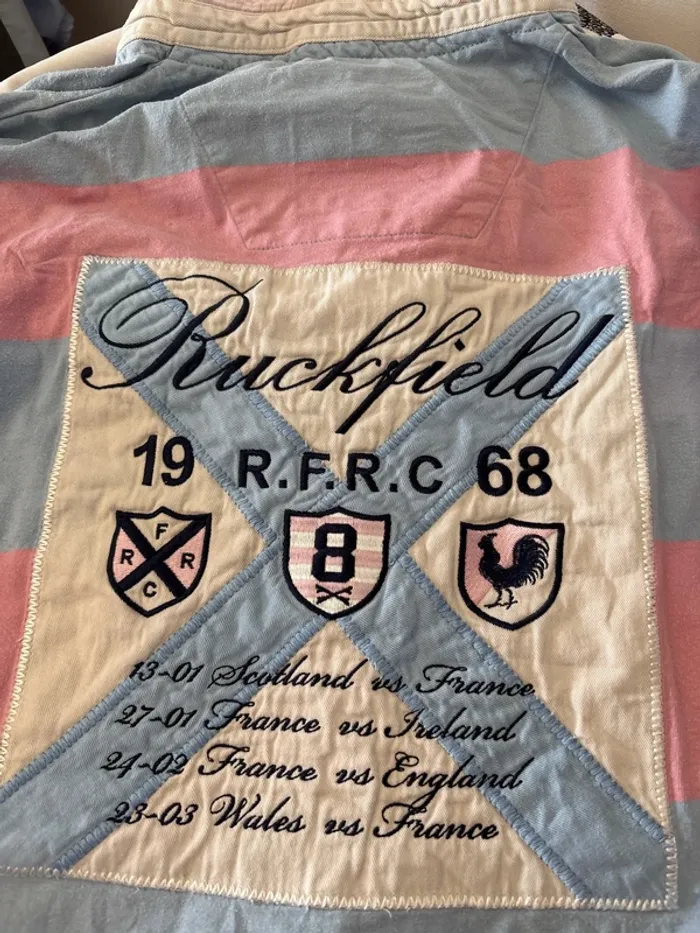 Ruckfield
19 R.F.R.C 68
F
R R
C
8
13-01 Scotland vs France
27-01 France vs Ireland
24-02 France vs England
23-03 Wales vs France